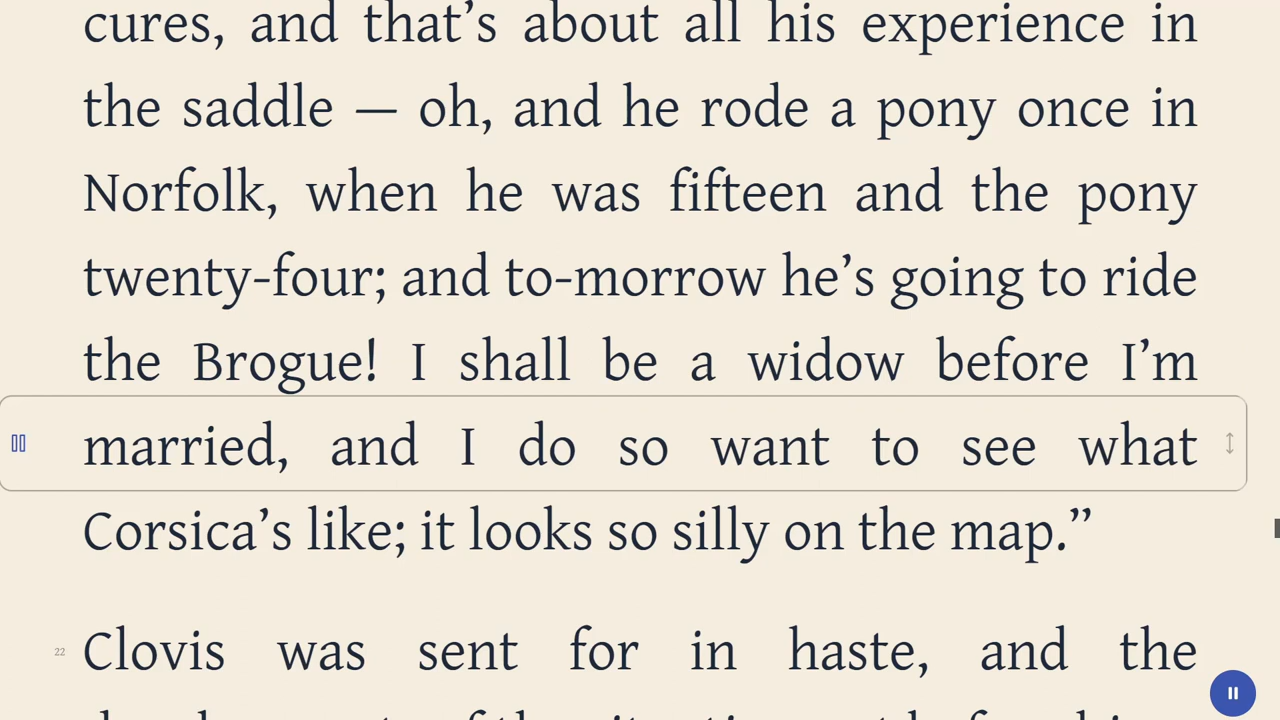 cures, and that’s about all his experience in
the saddle — oh, and he rode a pony once in
Norfolk, when he was fifteen and the pony
twenty-four; and to-morrow he’s going to ride
the Brogue! I shall be a widow before I’m
married, and I do so want to see what
Corsica’s like; it looks so silly on the map.”
22 Clovis was sent for in haste, and the